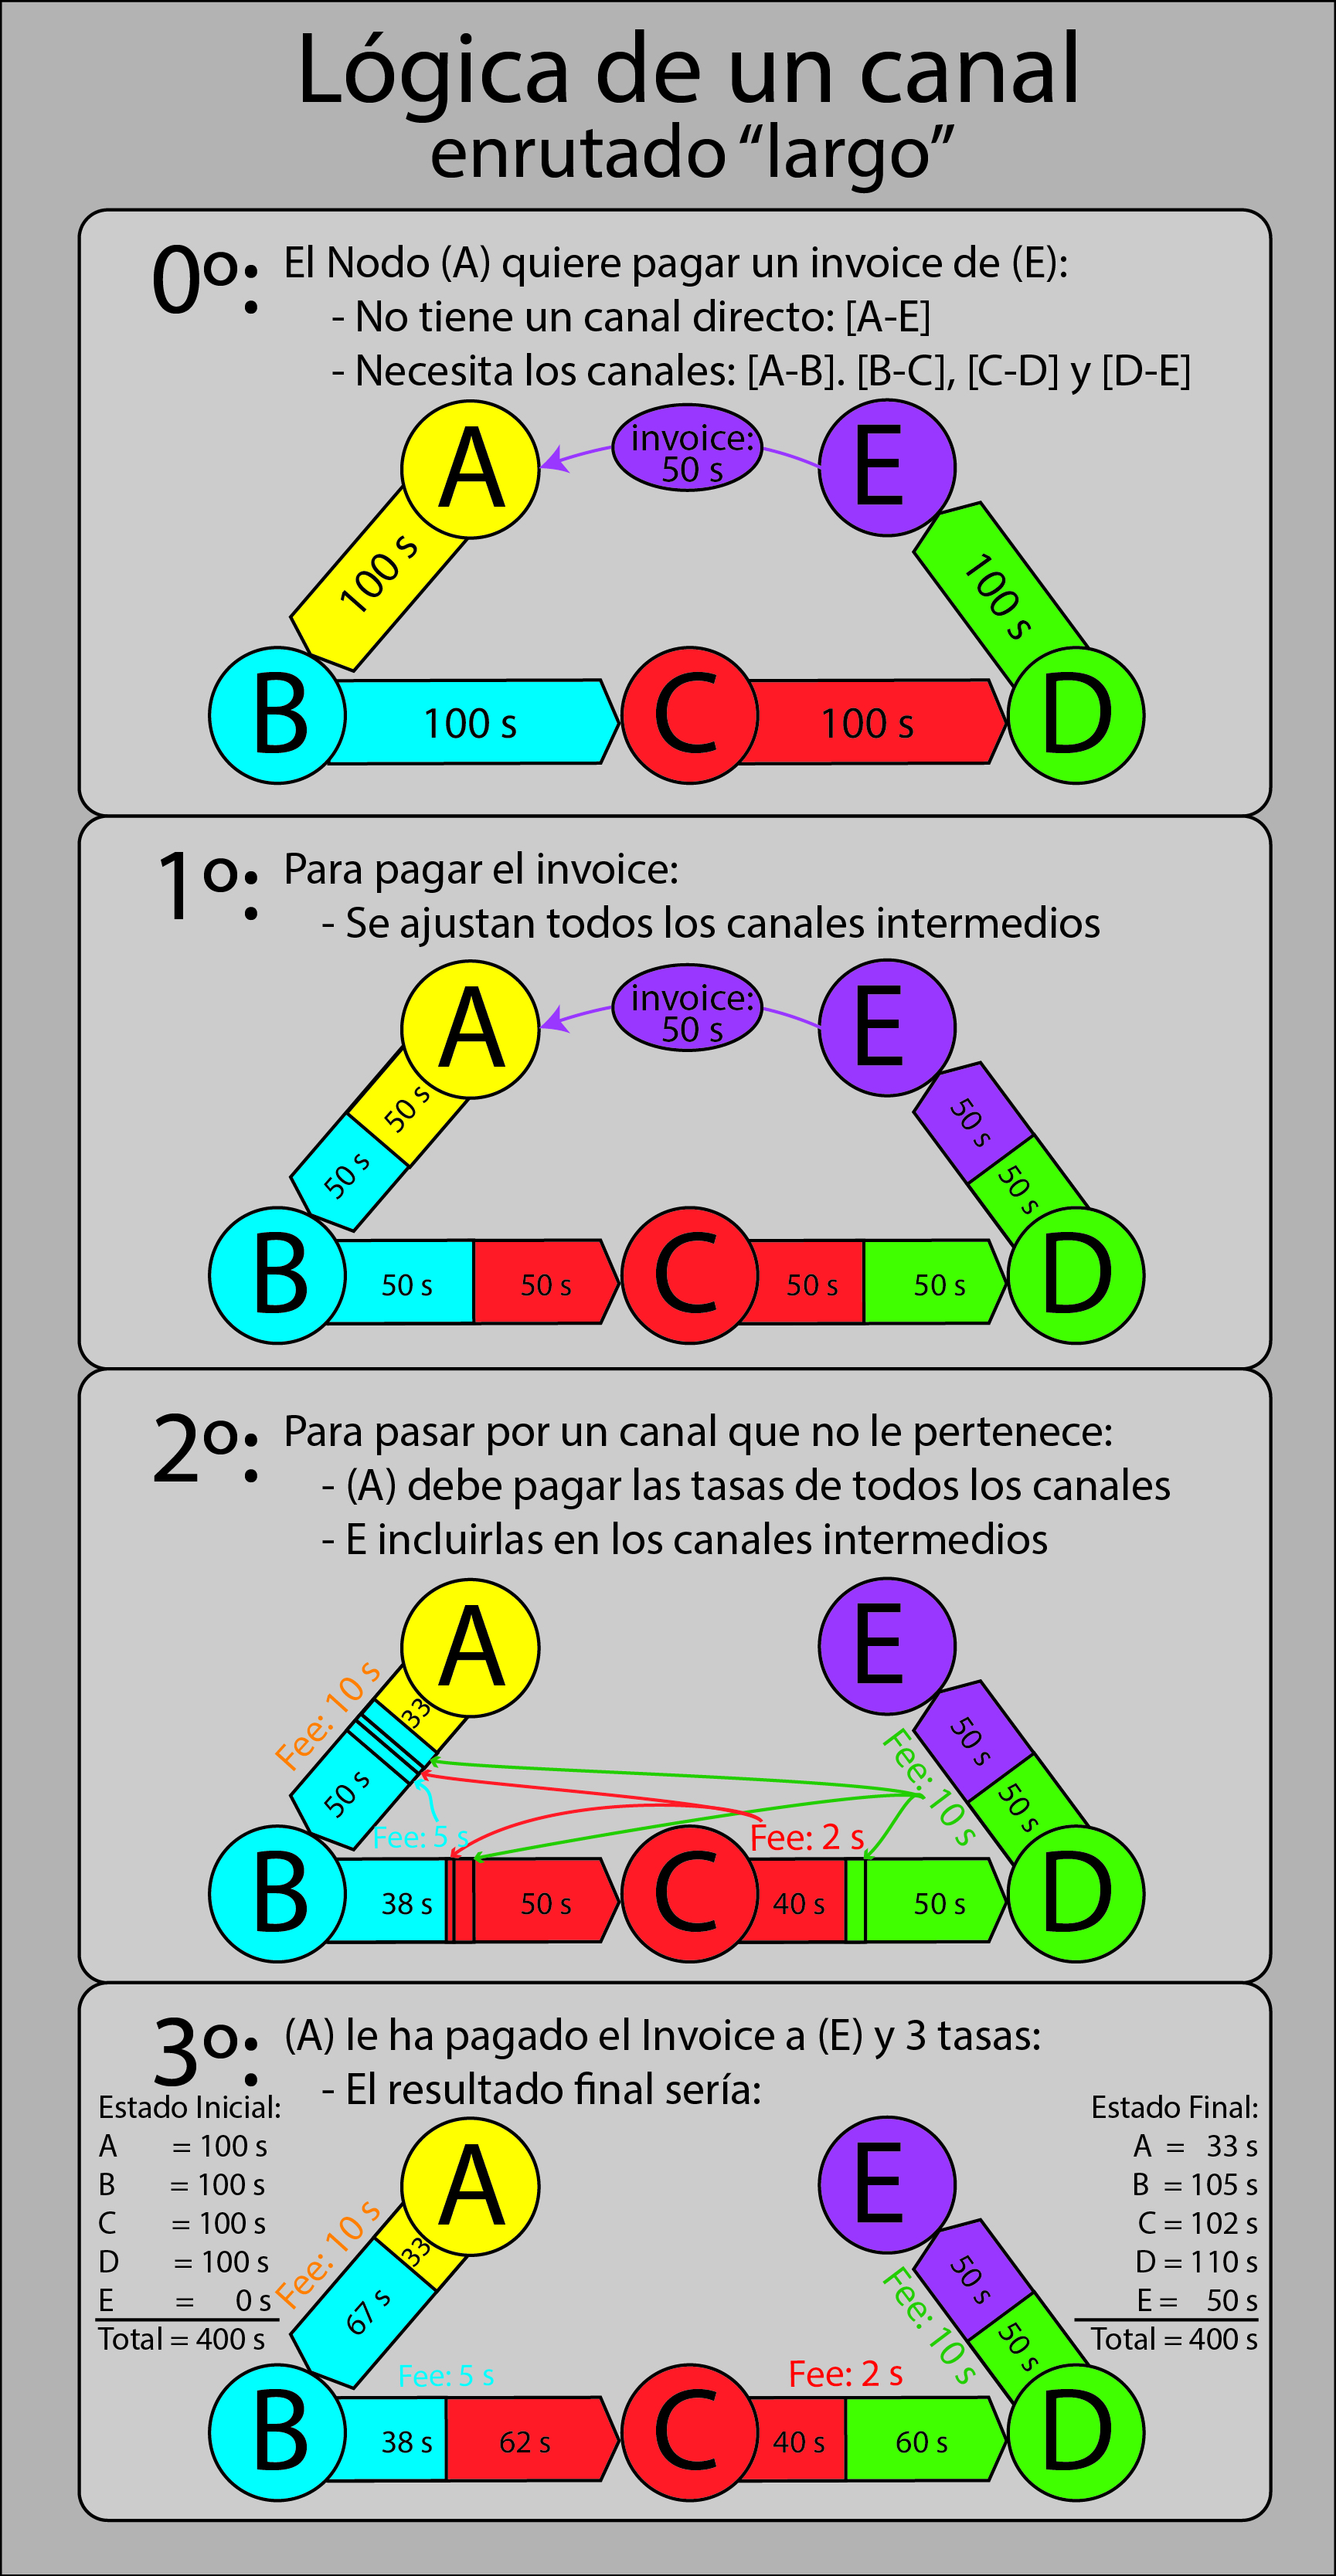 Lógica de un canal
enrutado “largo”
0º:
El Nodo (A) quiere pagar un invoice de (E):
- No tiene un canal directo: [A-E]
- Necesita los canales: [A-B]. [B-C], [C-D] y [D-E]
A
invoice:
50 s
E
100 s
100 s
B
100 s
C
100 s
D
1º:
Para pagar el invoice:
- Se ajustan todos los canales intermedios
A
invoice:
50 s
E
50 s
50 s
50 s
50 s
B
50 s
50 s
C
50 s
50 s
D
2º:
Para pasar por un canal que no le pertenece:
- (A) debe pagar las tasas de todos los canales
- E incluirlas en los canales intermedios
A
E
Fee: 10 s
33
50 s
50 s
50 s
Fee: 10 s
Fee: 5 s
Fee: 2 s
B
38 s
50 s
C
40 s
50 s
D
3º:
(A) le ha pagado el Invoice a (E) y 3 tasas:
- El resultado final sería:
Estado Inicial:
A = 100 s
B = 100 s
C = 100 s
D = 100 s
E = 0 s
Total = 400 s
Estado Final:
A = 33 s
B = 105 s
C = 102 s
D = 110 s
E = 50 s
Total = 400 s
A
E
Fee: 10 s
33
67 s
50 s
50 s
Fee: 10 s
Fee: 5 s
Fee: 2 s
B
38 s
62 s
C
40 s
60 s
D